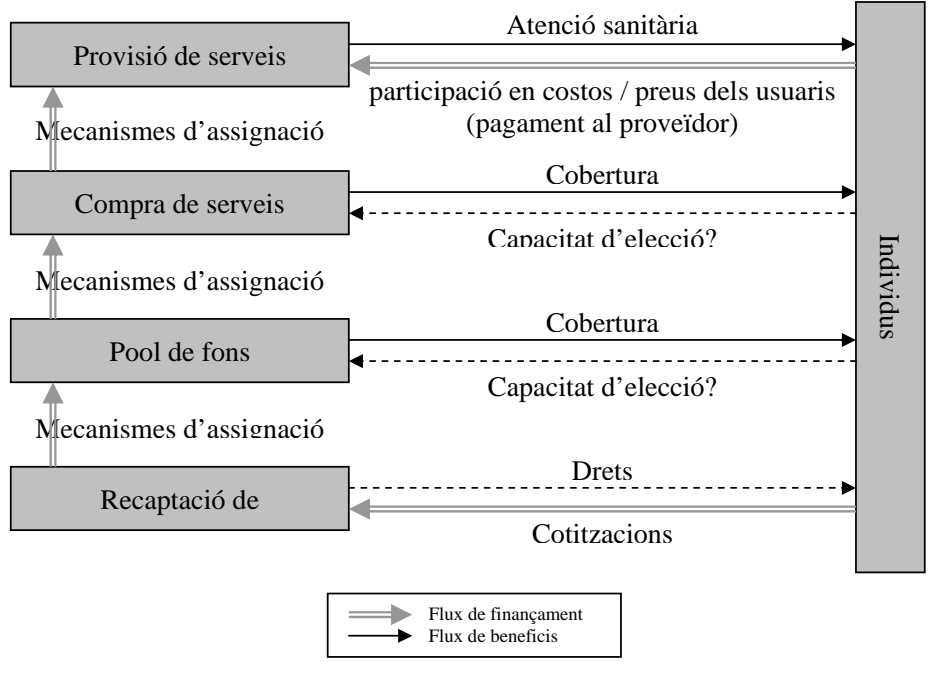 Atenció sanitària
Provisió de serveis
participació en costos / preus dels usuaris
(pagament al proveïdor)
Mecanismes d'assignació
Cobertura
Compra de serveis
Capacitat d'elecció?
Mecanismes d'assignació
Individus
Cobertura
Pool de fons
Capacitat d'elecció?
Mecanismes d'assignació
Drets
Recaptació de
Cotitzacions
Flux de finançament
Flux de beneficis